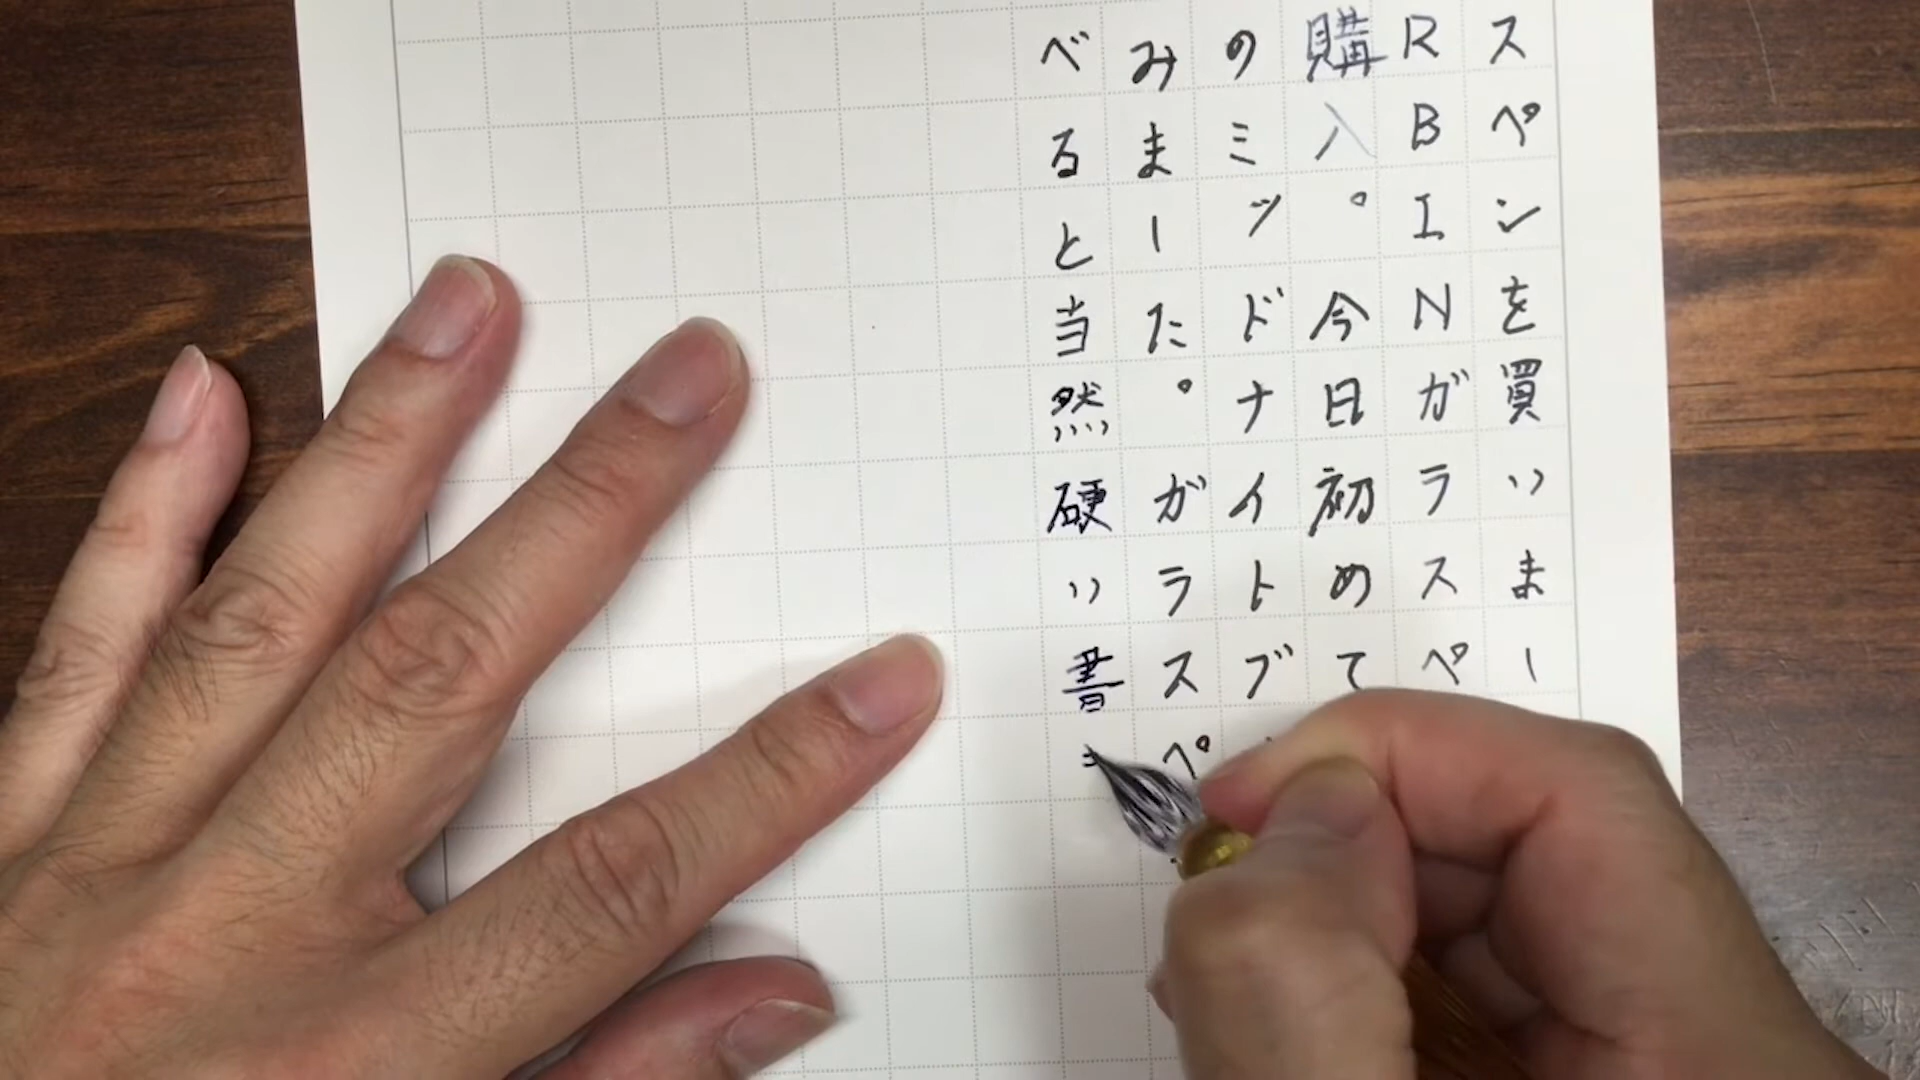 スペンを買いまし
RBINガラスペ
購入。今日初めて
のミッドナイトブ
みました。ガラスペ
べると当然硬い書